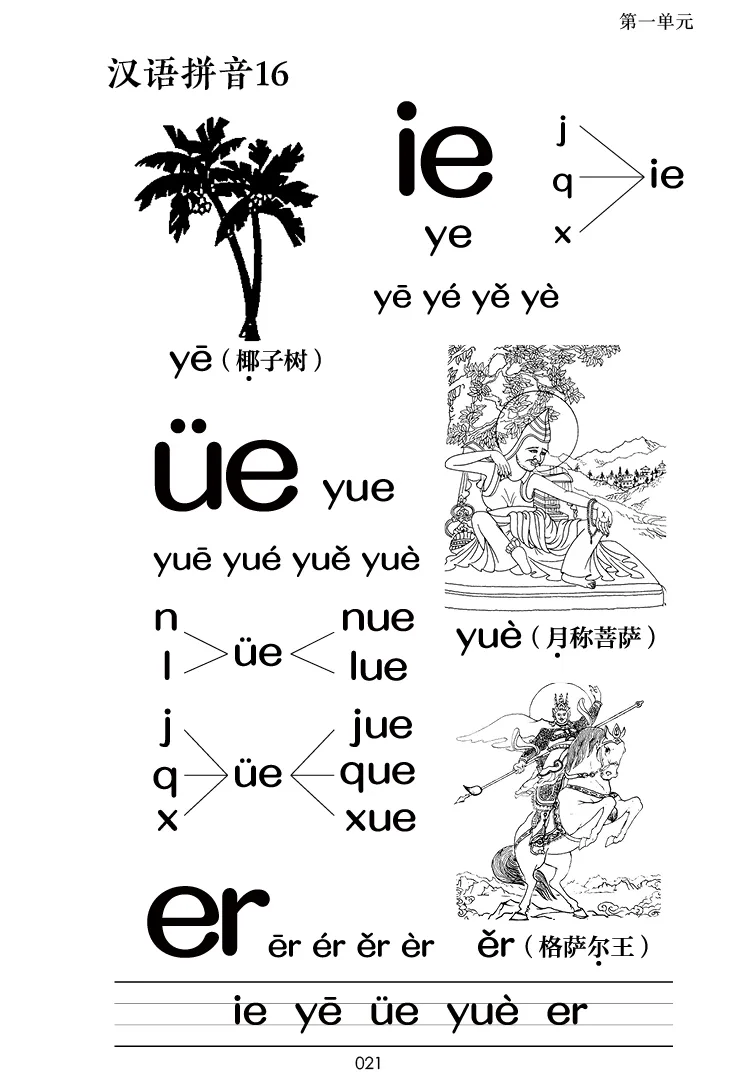 第一单元
汉语拼音16
ie
j
q ie
x
ye
yē yé yě yè
yē（椰子树）
üe yue
yuē yué yuě yuè
yuè（月称菩萨）
n nue
üe
l lue
j jue
q üe que
x xue
er ēr ér ěr èr
ěr（格萨尔王）
ie yē üe yuè er
021